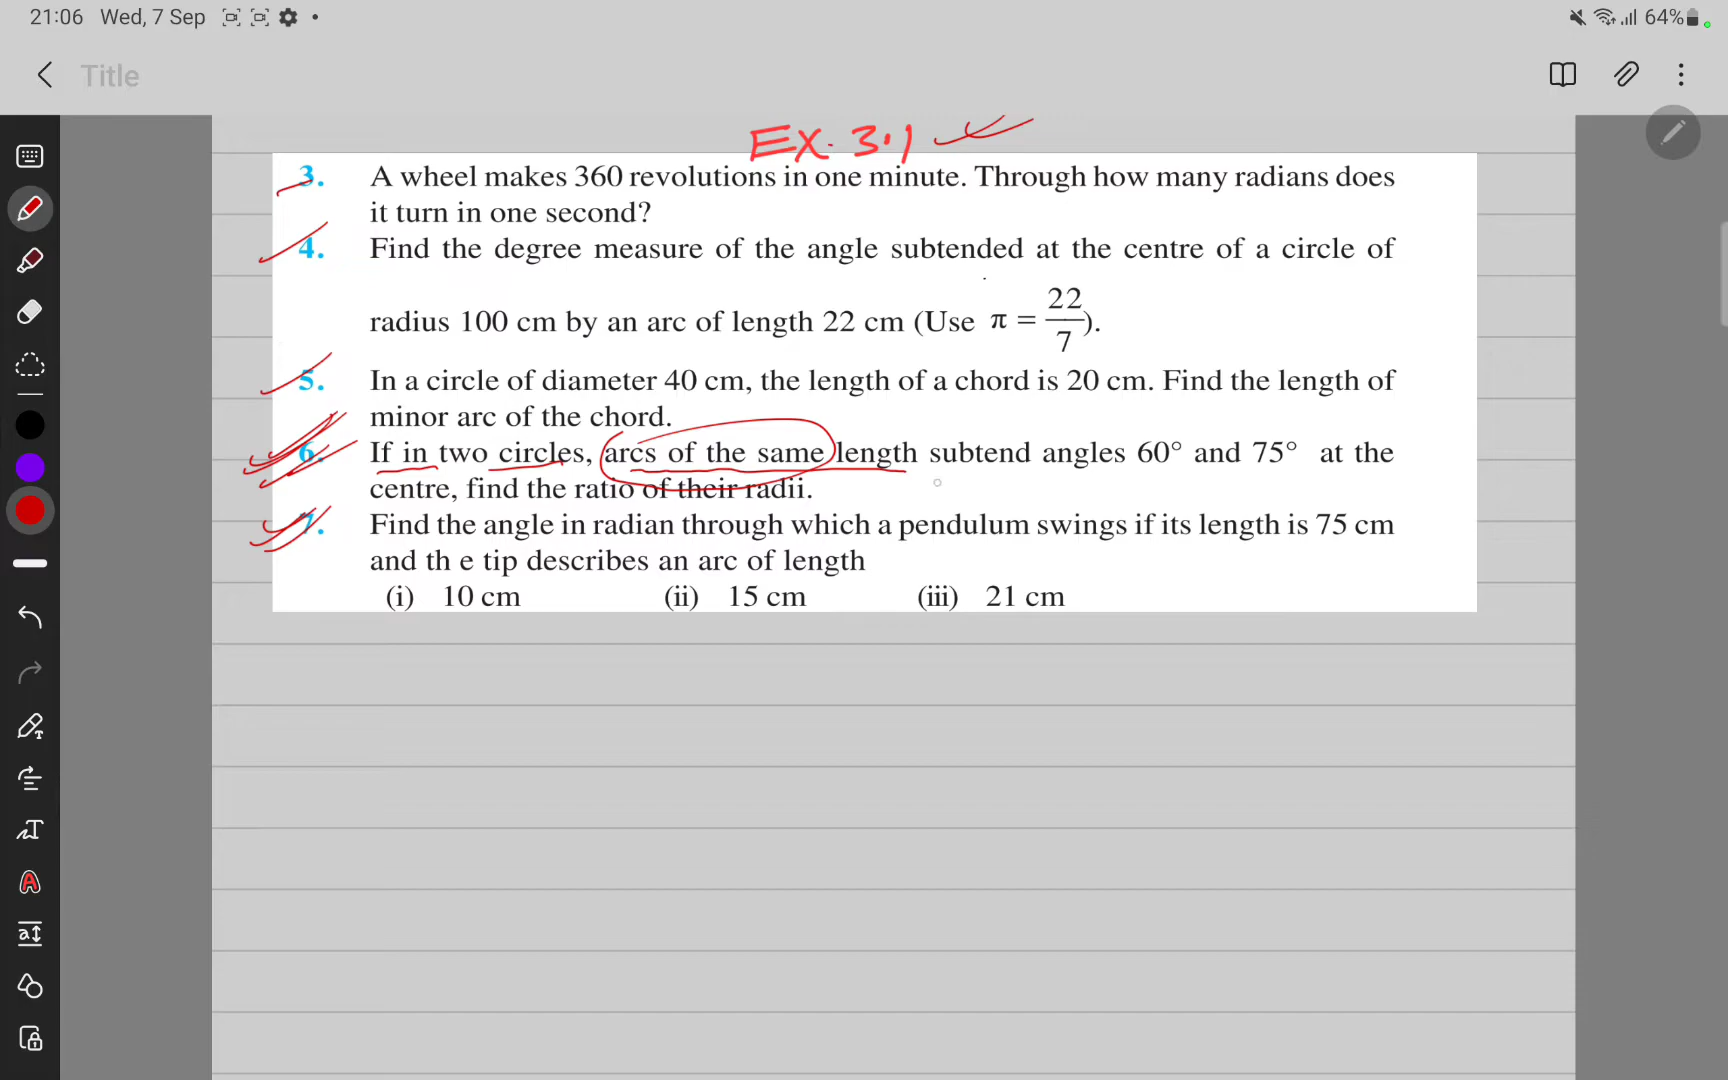 21:06 Wed, 7 Sep
64%
Title
EX. 3.1
3. A wheel makes 360 revolutions in one minute. Through how many radians does
it turn in one second?
4. Find the degree measure of the angle subtended at the centre of a circle of
radius 100 cm by an arc of length 22 cm (Use π = 22/7).
5. In a circle of diameter 40 cm, the length of a chord is 20 cm. Find the length of
minor arc of the chord.
6. If in two circles, arcs of the same length subtend angles 60° and 75° at the
centre, find the ratio of their radii.
7. Find the angle in radian through which a pendulum swings if its length is 75 cm
and th e tip describes an arc of length
(i) 10 cm (ii) 15 cm (iii) 21 cm